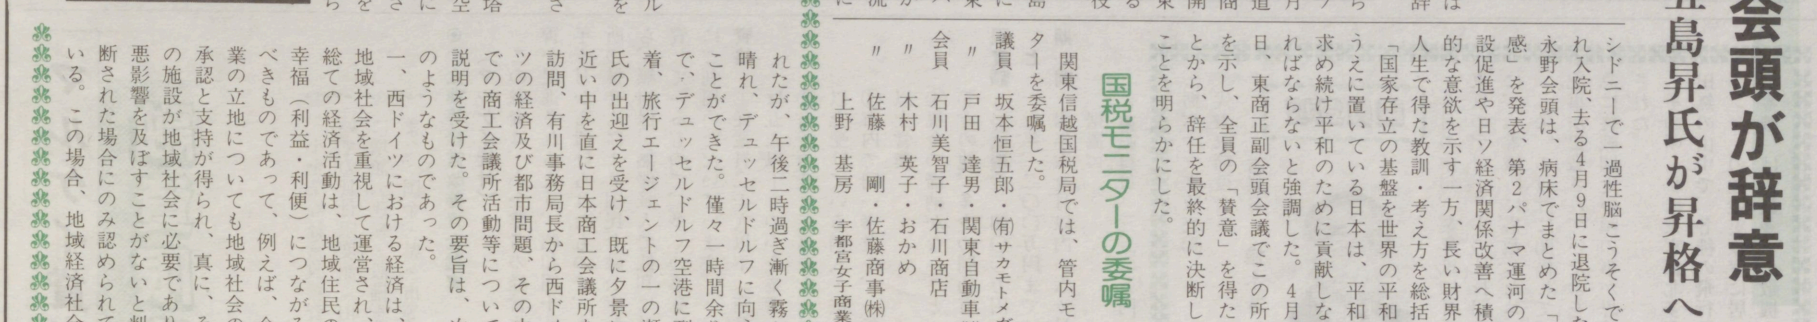 会頭が辞意
五島昇氏が昇格へ
シドニーで一過性脳こうそくで
れ入院、去る4月9日に退院した
永野会頭は、病床でまとめた「
感」を発表、第2パナマ運河の
設促進や日ソ経済関係改善へ積
的な意欲を示す一方、長い財界
人生で得た教訓・考え方を総括
「国家存立の基盤を世界の平和
うえに置いている日本は、平和
求め続け平和のために貢献しな
ればならないと強調した。4月
日、東商正副会頭会議でこの所
を示し、全員の「賛意」を得た
とから、辞任を最終的に決断し
ことを明らかにした。
国税モニターの委嘱
関東信越国税局では、管内モ
ターを委嘱した。
議員 坂本恒五郎・㈲サカモトメ
〃 戸田 達男・関東自動車
会員 石川美智子・石川商店
〃 木村 英子・おかめ
〃 佐藤 剛・佐藤商事㈱
上野 基房 宇都宮女子商業
れたが、午後二時過ぎ漸く霧
晴れ、デュッセルドルフに向
ことができた。僅々一時間余
で、デュッセルドルフ空港に
着、旅行エージェントの一の瀬
氏の出迎えを受け、既に夕景
近い中を直に日本商工会議所
訪問、有川事務局長から西ド
ツの経済及び都市問題、その
での商工会議所活動等につい
説明を受けた。その要旨は、
のようなものであった。
一、西ドイツにおける経済は、
地域社会を重視して運営され、
総ての経済活動は、地域住民の
幸福（利益・利便）につながる
べきものであって、例えば、
業の立地についても地域社会の
承認と支持が得られ、真に、
の施設が地域社会に必要であり
悪影響を及ぼすことがないと判
断された場合にのみ認められて
いる。この場合、地域経済社会